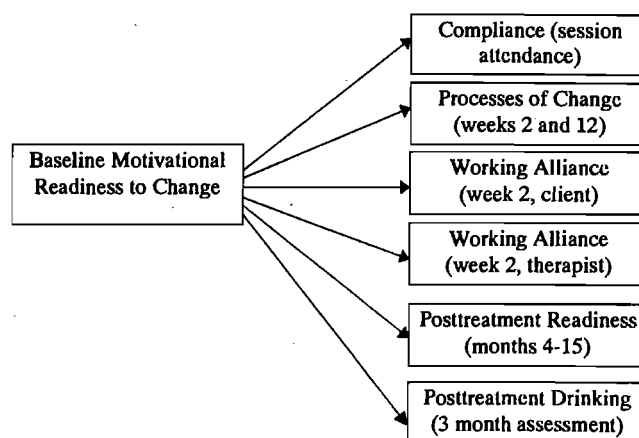 Compliance (session
attendance)
Processes of Change
(weeks 2 and 12)
Baseline Motivational
Readiness to Change
Working Alliance
(week 2, client)
Working Alliance
(week 2, therapist)
Posttreatment Readiness
(months 4-15)
Posttreatment Drinking
(3 month assessment)